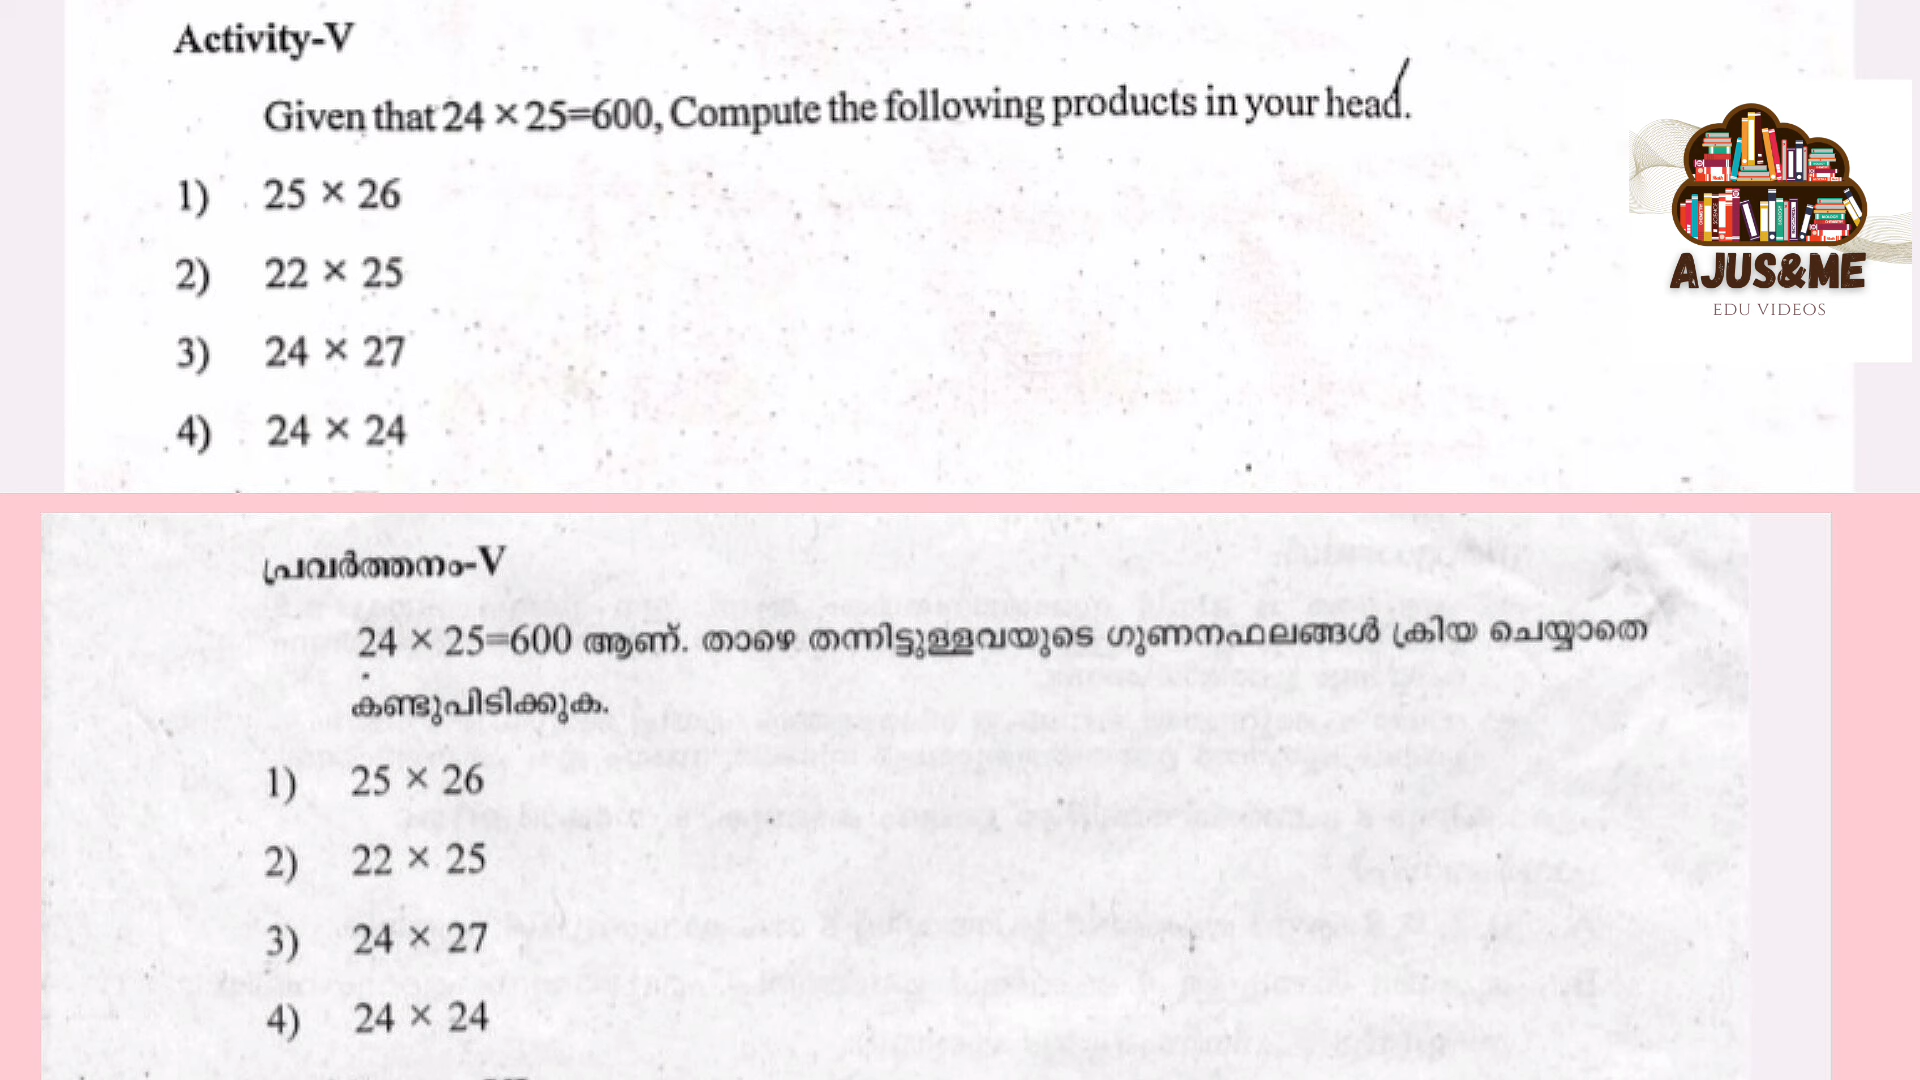 Activity-V
Given that 24 × 25=600, Compute the following products in your head.
1) 25 × 26
2) 22 × 25
3) 24 × 27
4) 24 × 24
AJUS&ME
EDU VIDEOS
പ്രവർത്തനം-V
24 × 25=600 ആണ്. താഴെ തന്നിട്ടുള്ളവയുടെ ഗുണനഫലങ്ങൾ ക്രിയ ചെയ്യാതെ
കണ്ടുപിടിക്കുക.
1) 25 × 26
2) 22 × 25
3) 24 × 27
4) 24 × 24